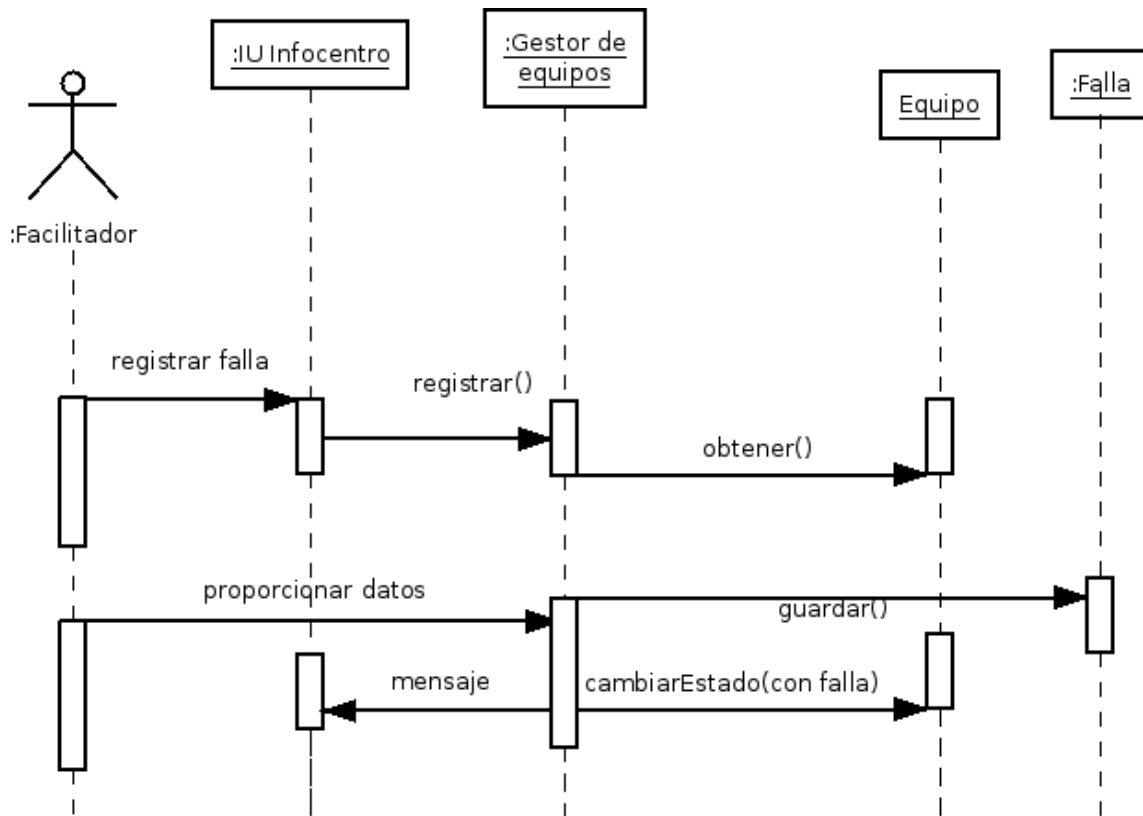 :IU Infocentro
:Gestor de
equipos
Equipo
:Falla
:Facilitador
registrar falla
registrar()
obtener()
proporcionar datos
guardar()
mensaje
cambiarEstado(con falla)